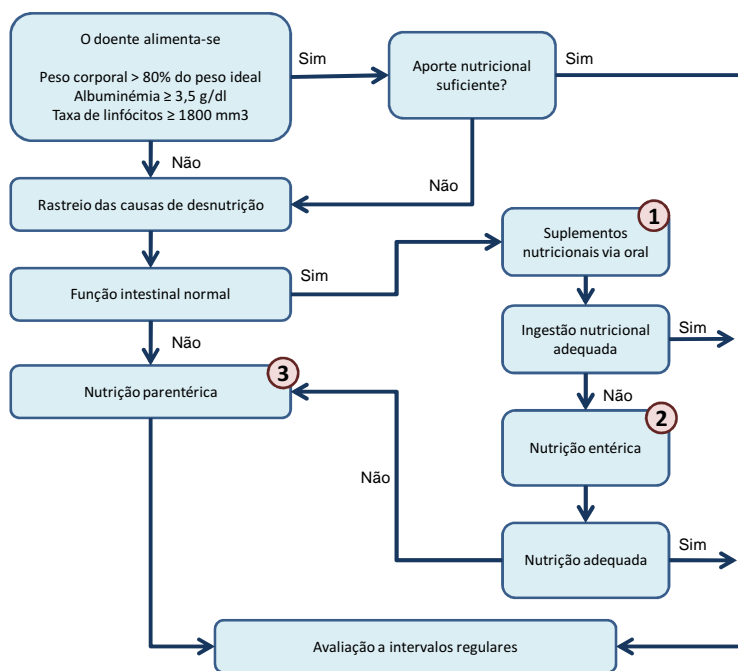 O doente alimenta-se
Peso corporal > 80% do peso ideal
Albuminémia ≥ 3,5 g/dl
Taxa de linfócitos ≥ 1800 mm3
Sim
Aporte nutricional
suficiente?
Sim
Não
Não
Rastreio das causas de desnutrição
1
Suplementos
nutricionais via oral
Função intestinal normal
Sim
Ingestão nutricional
adequada
Sim
Não
Não
3
Nutrição parentérica
2
Nutrição entérica
Não
Nutrição adequada
Sim
Avaliação a intervalos regulares